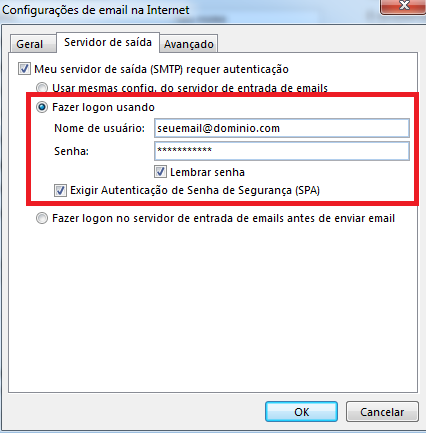 Configurações de email na Internet
Geral Servidor de saída Avançado
Meu servidor de saída (SMTP) requer autenticação
Usar mesmas config. do servidor de entrada de emails
Fazer logon usando
Nome de usuário: seuemail@dominio.com
Senha: ***********
Lembrar senha
Exigir Autenticação de Senha de Segurança (SPA)
Fazer logon no servidor de entrada de emails antes de enviar email
OK Cancelar